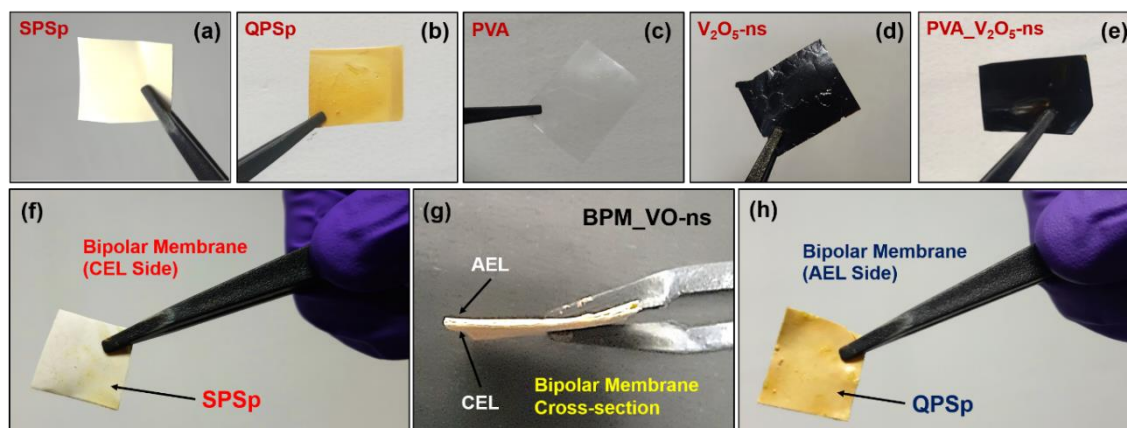 SPSp
(a)
QPSp
(b)
PVA
(c)
V₂O₅-ns
(d)
PVA_V₂O₅-ns
(e)
(f)
Bipolar Membrane
(CEL Side)
SPSp
(g)
BPM_VO-ns
AEL
CEL
Bipolar Membrane
Cross-section
(h)
Bipolar Membrane
(AEL Side)
QPSp